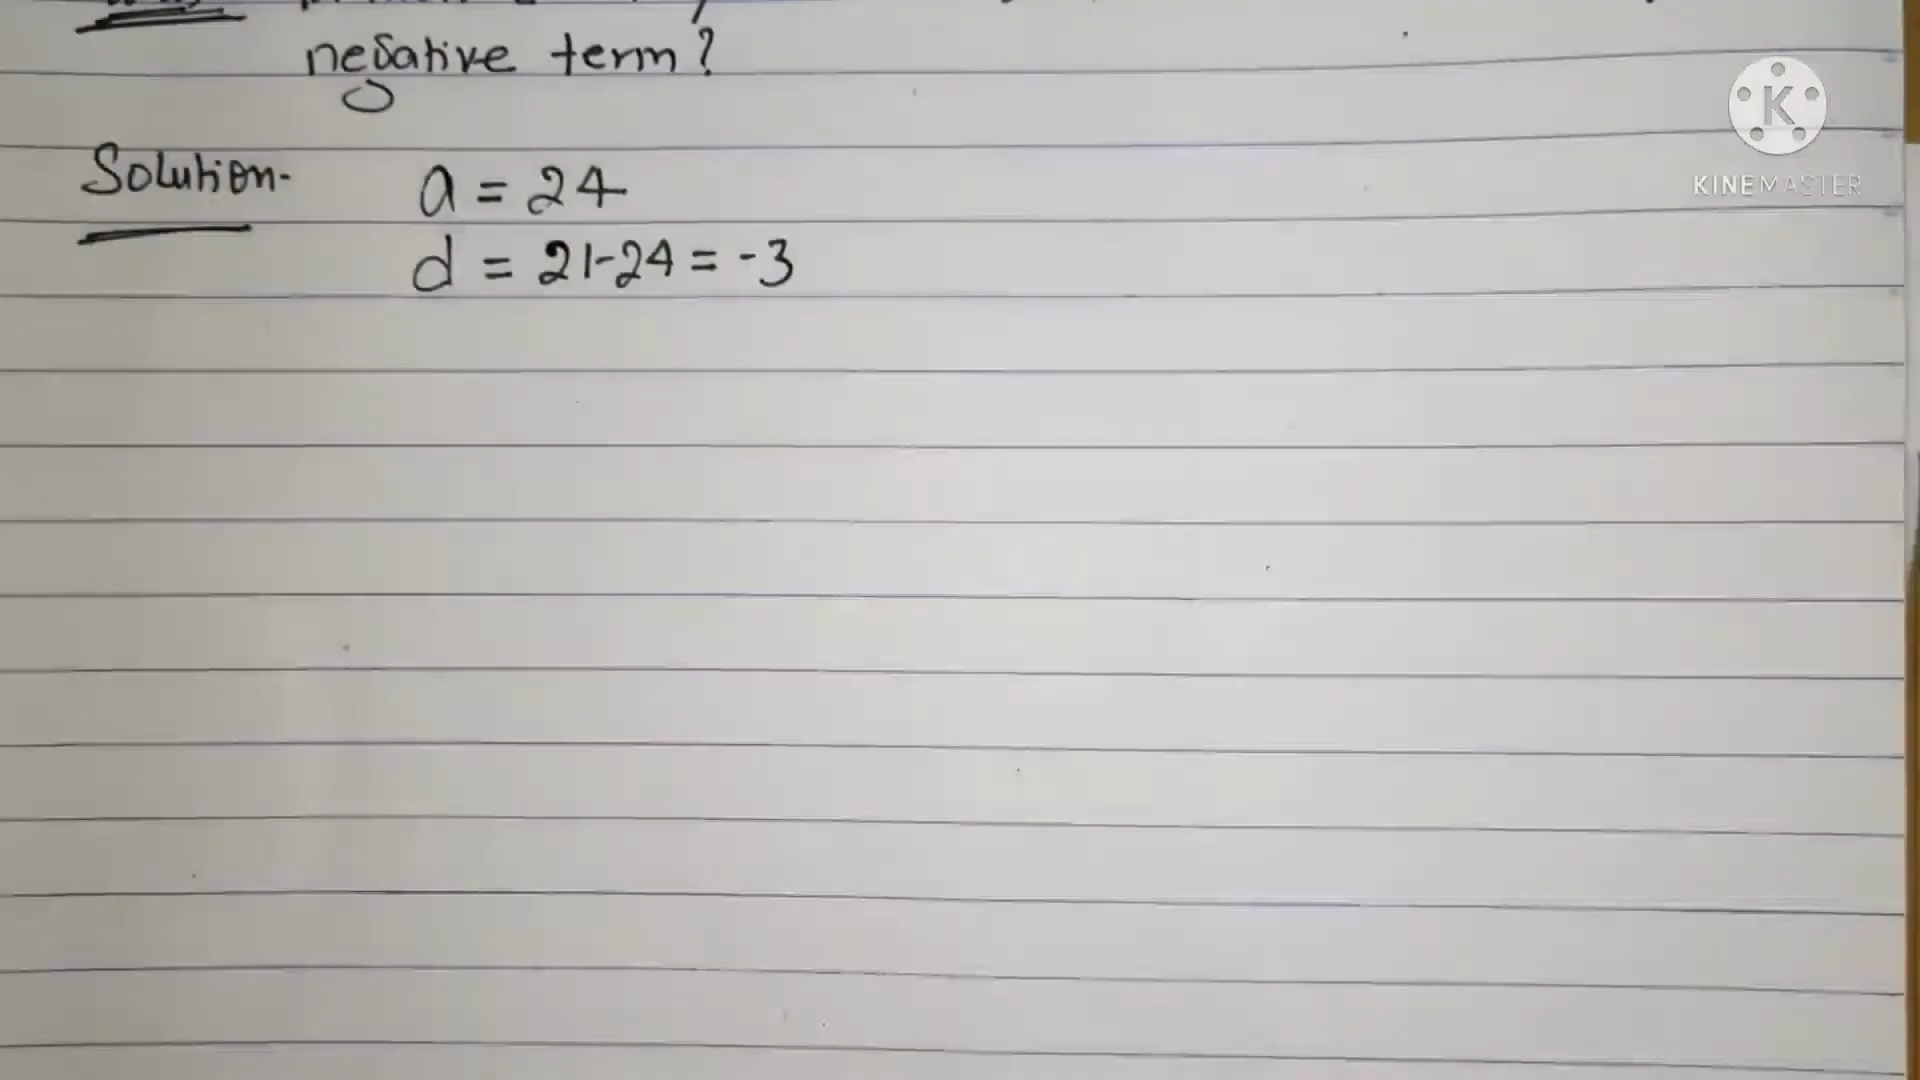 negative term?
KINEMASTER
Solution-
a = 24
d = 21-24 = -3